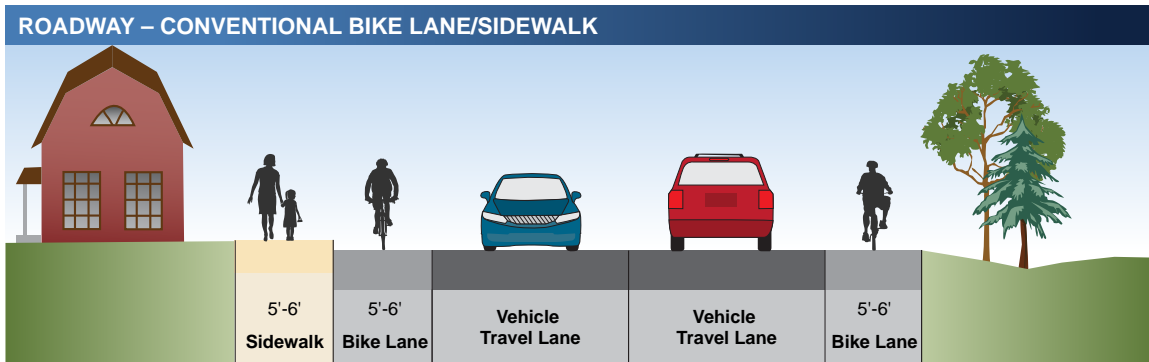 ROADWAY – CONVENTIONAL BIKE LANE/SIDEWALK
5'-6'
Sidewalk
5'-6'
Bike Lane
Vehicle
Travel Lane
Vehicle
Travel Lane
5'-6'
Bike Lane